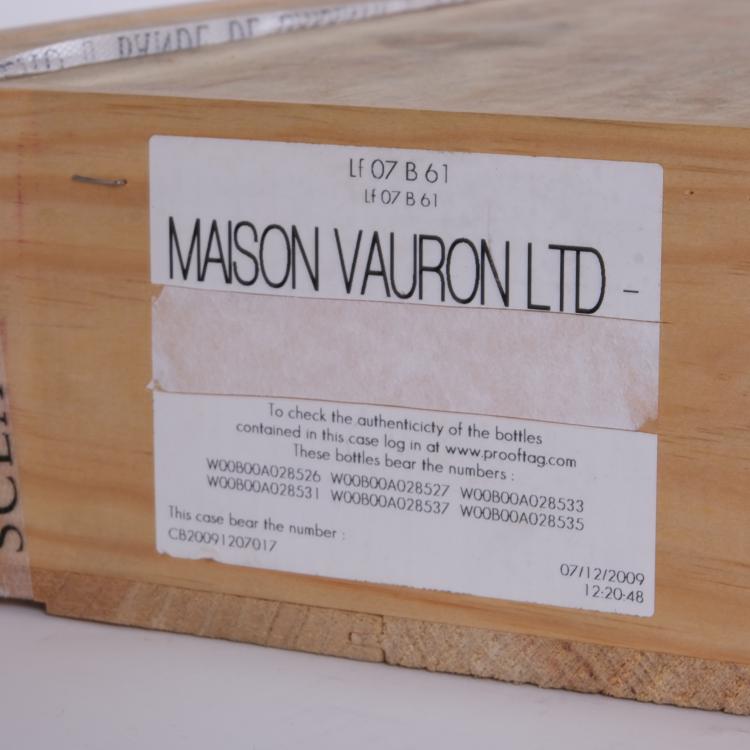 Lf 07 B 61
Lf 07 B 61
MAISON VAURON LTD -
To check the authenticicty of the bottles
contained in this case log in at www.prooftag.com
These bottles bear the numbers :
W00B00A028526 W00B00A028527 W00B00A028533
W00B00A028531 W00B00A028537 W00B00A028535
This case bear the number :
CB20091207017
07/12/2009
12:20:48